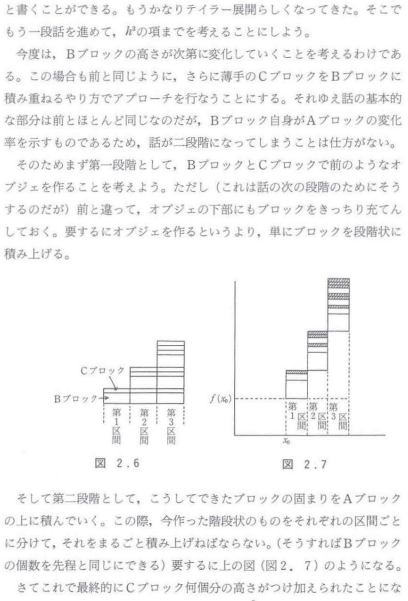 と書くことができる。もうかなりテイラー展開らしくなってきた。そこで
もう一段話を進めて，h³の項までを考えることにしよう。
今度は，Bブロックの高さが次第に変化していくことを考えるわけであ
る。この場合も前と同じように，さらに薄手のCブロックをBブロックに
積み重ねるやり方でアプローチを行なうことにする。それゆえ話の基本的
な部分は前とほとんど同じなのだが，Bブロック自身がAブロックの変化
率を示すものであるため，話が二段階になってしまうことは仕方がない。
そのためまず第一段階として，BブロックとCブロックで前のようなオ
ブジェを作ることを考えよう。ただし（これは話の次の段階のためにそう
するのだが）前と違って，オブジェの下部にもブロックをきっちり充てん
しておく。要するにオブジェを作るというより，単にブロックを段階状に
積み上げる。
Cブロック
Bブロック
第1区間
第2区間
第3区間
図 2.6
f(x₀)
第1区間
第2区間
第3区間
x₀
図 2.7
そして第二段階として，こうしてできたブロックの固まりをAブロック
の上に積んでいく。この際，今作った階段状のものをそれぞれの区間ごと
に分けて，それをまるごと積み上げねばならない。（そうすればBブロック
の個数を先程と同じにできる）要するに上の図（図2．7）のようになる。
さてこれで最終的にCブロック何個分の高さがつけ加えられたことにな